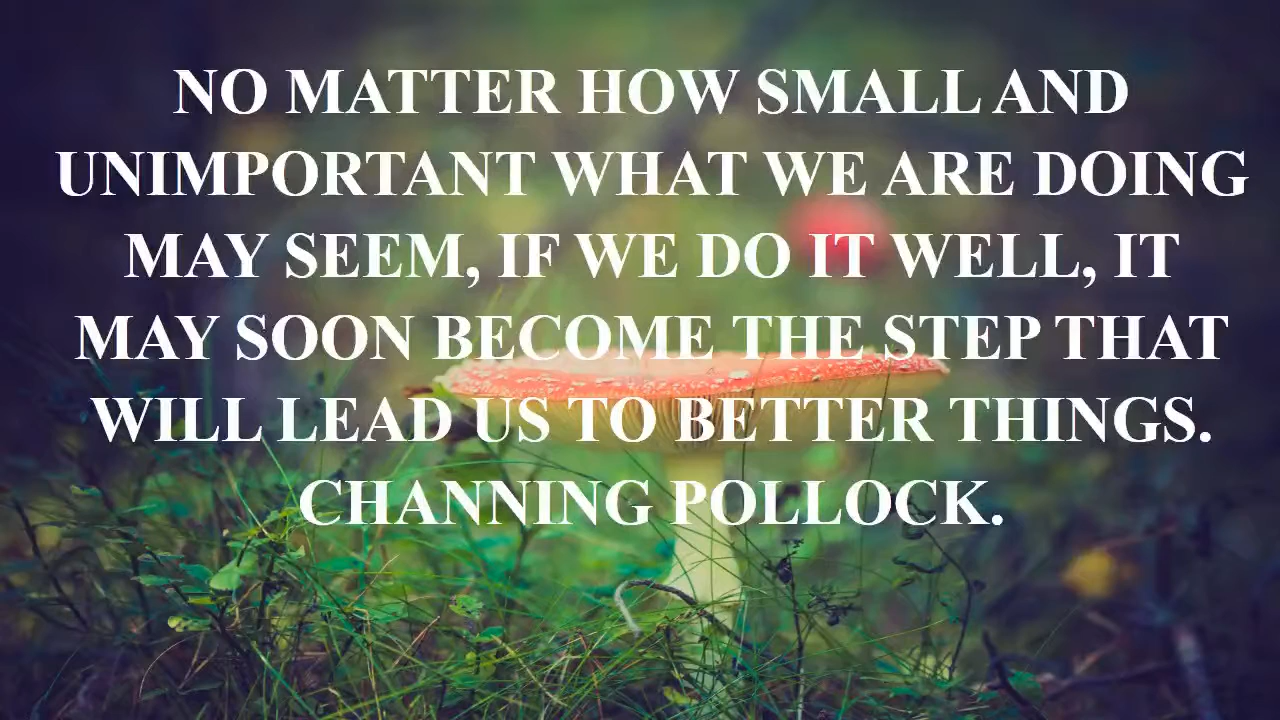 NO MATTER HOW SMALL AND
UNIMPORTANT WHAT WE ARE DOING
MAY SEEM, IF WE DO IT WELL, IT
MAY SOON BECOME THE STEP THAT
WILL LEAD US TO BETTER THINGS.
CHANNING POLLOCK.